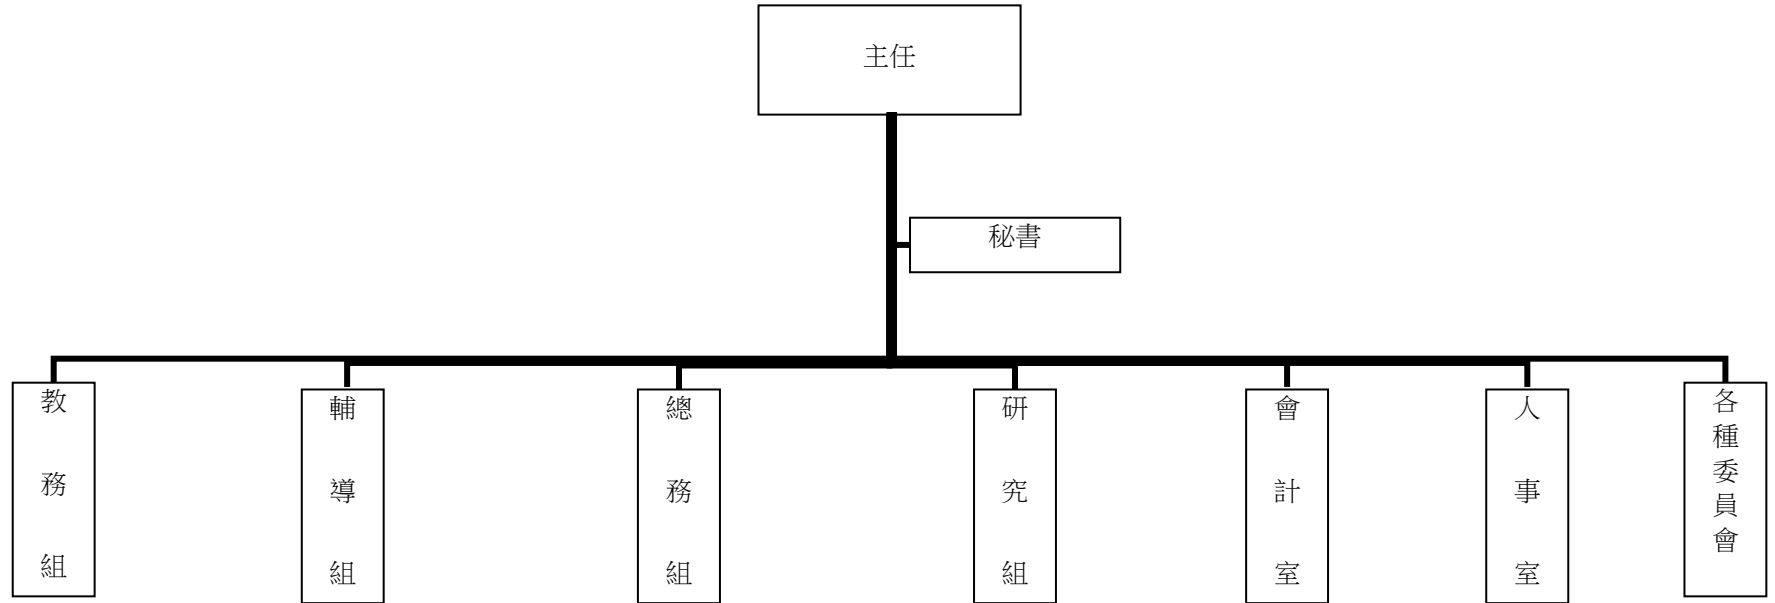 主任
秘書
教務組
輔導組
總務組
研究組
會計室
人事室
各種委員會